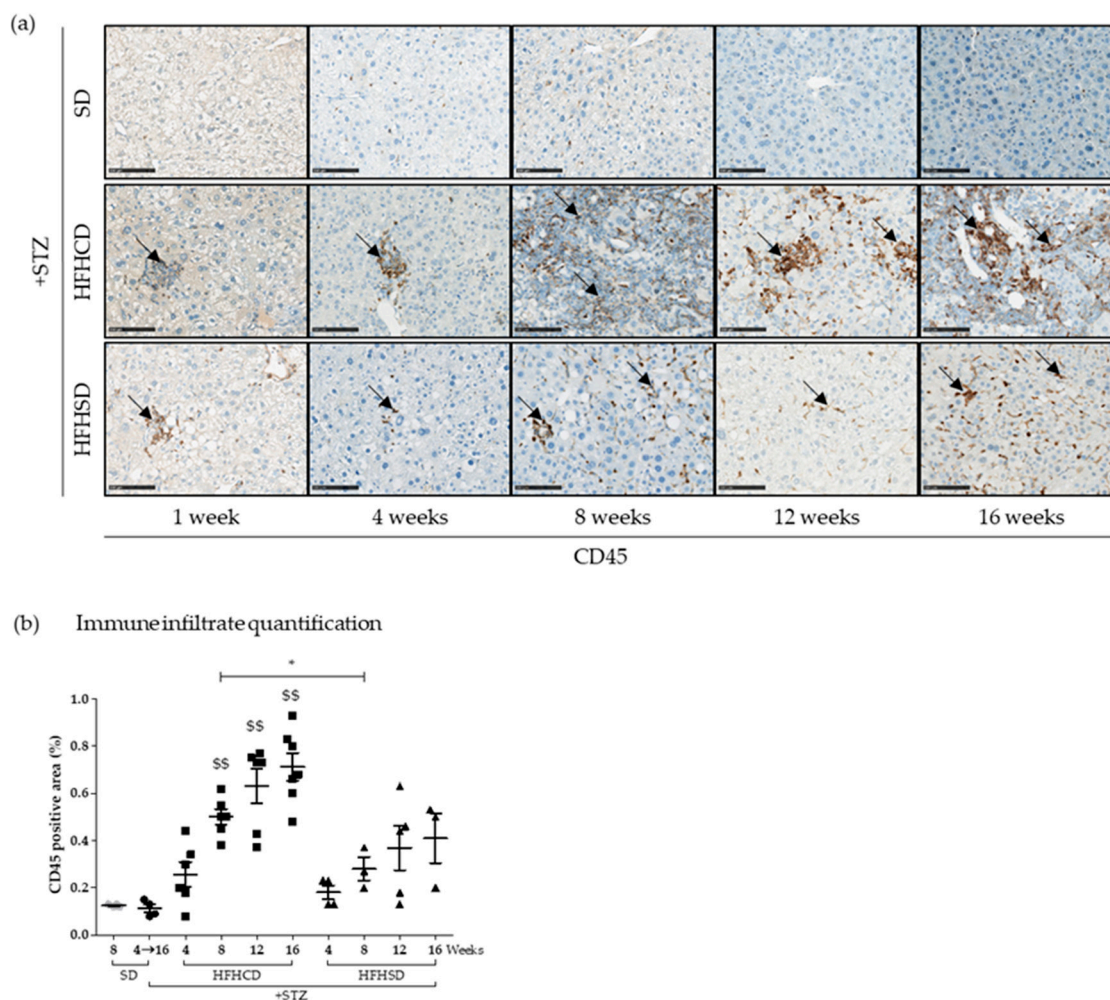 (a)
+STZ
SD
HFHCD
HFHSD
1 week 4 weeks 8 weeks 12 weeks 16 weeks
CD45
(b) Immune infiltrate quantification
*
$$ $$ $$
CD45 positive area (%)
1.0
0.8
0.6
0.4
0.2
0.0
8 4→16 4 8 12 16 4 8 12 16 Weeks
SD HFHCD HFHSD
+STZ